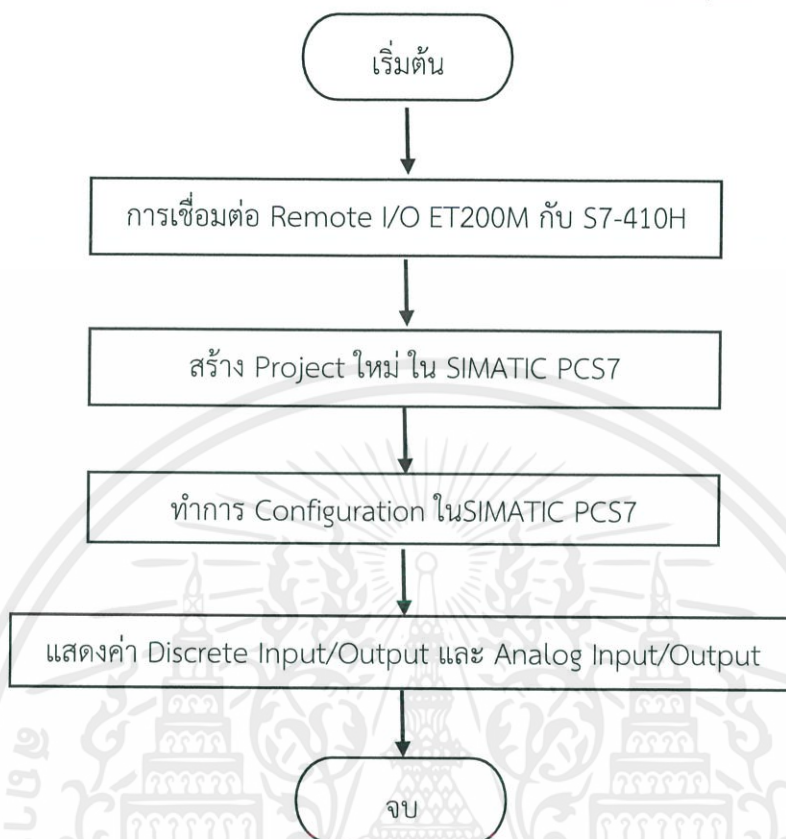 เริ่มต้น
การเชื่อมต่อ Remote I/O ET200M กับ S7-410H
สร้าง Project ใหม่ ใน SIMATIC PCS7
ทำการ Configuration ในSIMATIC PCS7
แสดงค่า Discrete Input/Output และ Analog Input/Output
จบ